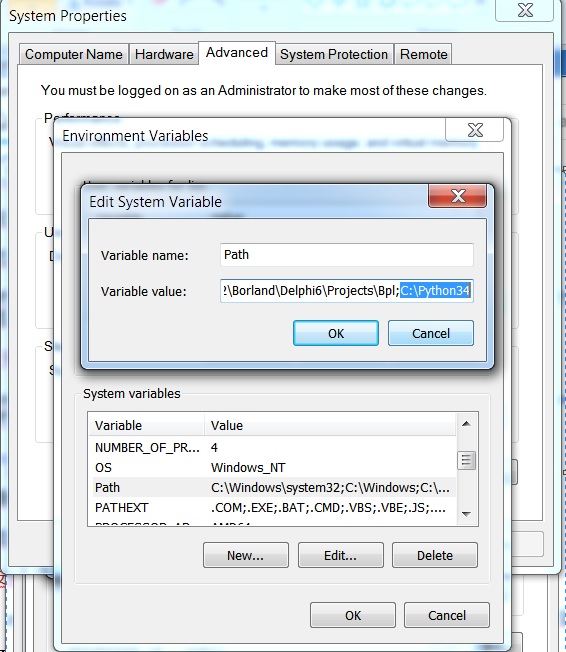 System Properties
Computer Name Hardware Advanced System Protection Remote
You must be logged on as an Administrator to make most of these changes.
Environment Variables
Edit System Variable
Variable name: Path
Variable value: \Borland\Delphi6\Projects\Bpl;C:\Python34
OK Cancel
System variables
Variable Value
NUMBER_OF_PR... 4
OS Windows_NT
Path C:\Windows\system32;C:\Windows;C:\...
PATHEXT .COM;.EXE;.BAT;.CMD;.VBS;.VBE;.JS;....
PROCESSOR_AR... AMD64
New... Edit... Delete
OK Cancel